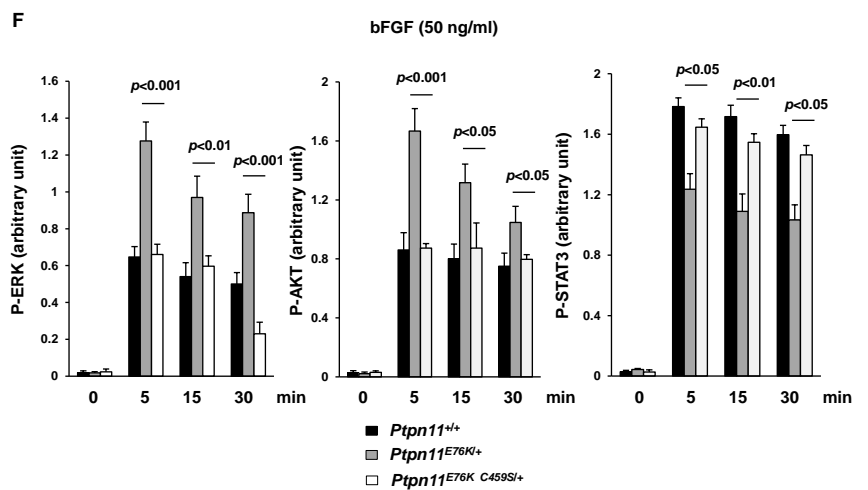 F
bFGF (50 ng/ml)
P-ERK (arbitrary unit)
1.6
1.4
1.2
1
0.8
0.6
0.4
0.2
0
p<0.001
p<0.01
p<0.001
0 5 15 30 min
P-AKT (arbitrary unit)
2
1.6
1.2
0.8
0.4
0
p<0.001
p<0.05
p<0.05
0 5 15 30 min
P-STAT3 (arbitrary unit)
2
1.6
1.2
0.8
0.4
0
p<0.05
p<0.01
p<0.05
0 5 15 30 min
Ptpn11+/+
Ptpn11E76K/+
Ptpn11E76K C459S/+